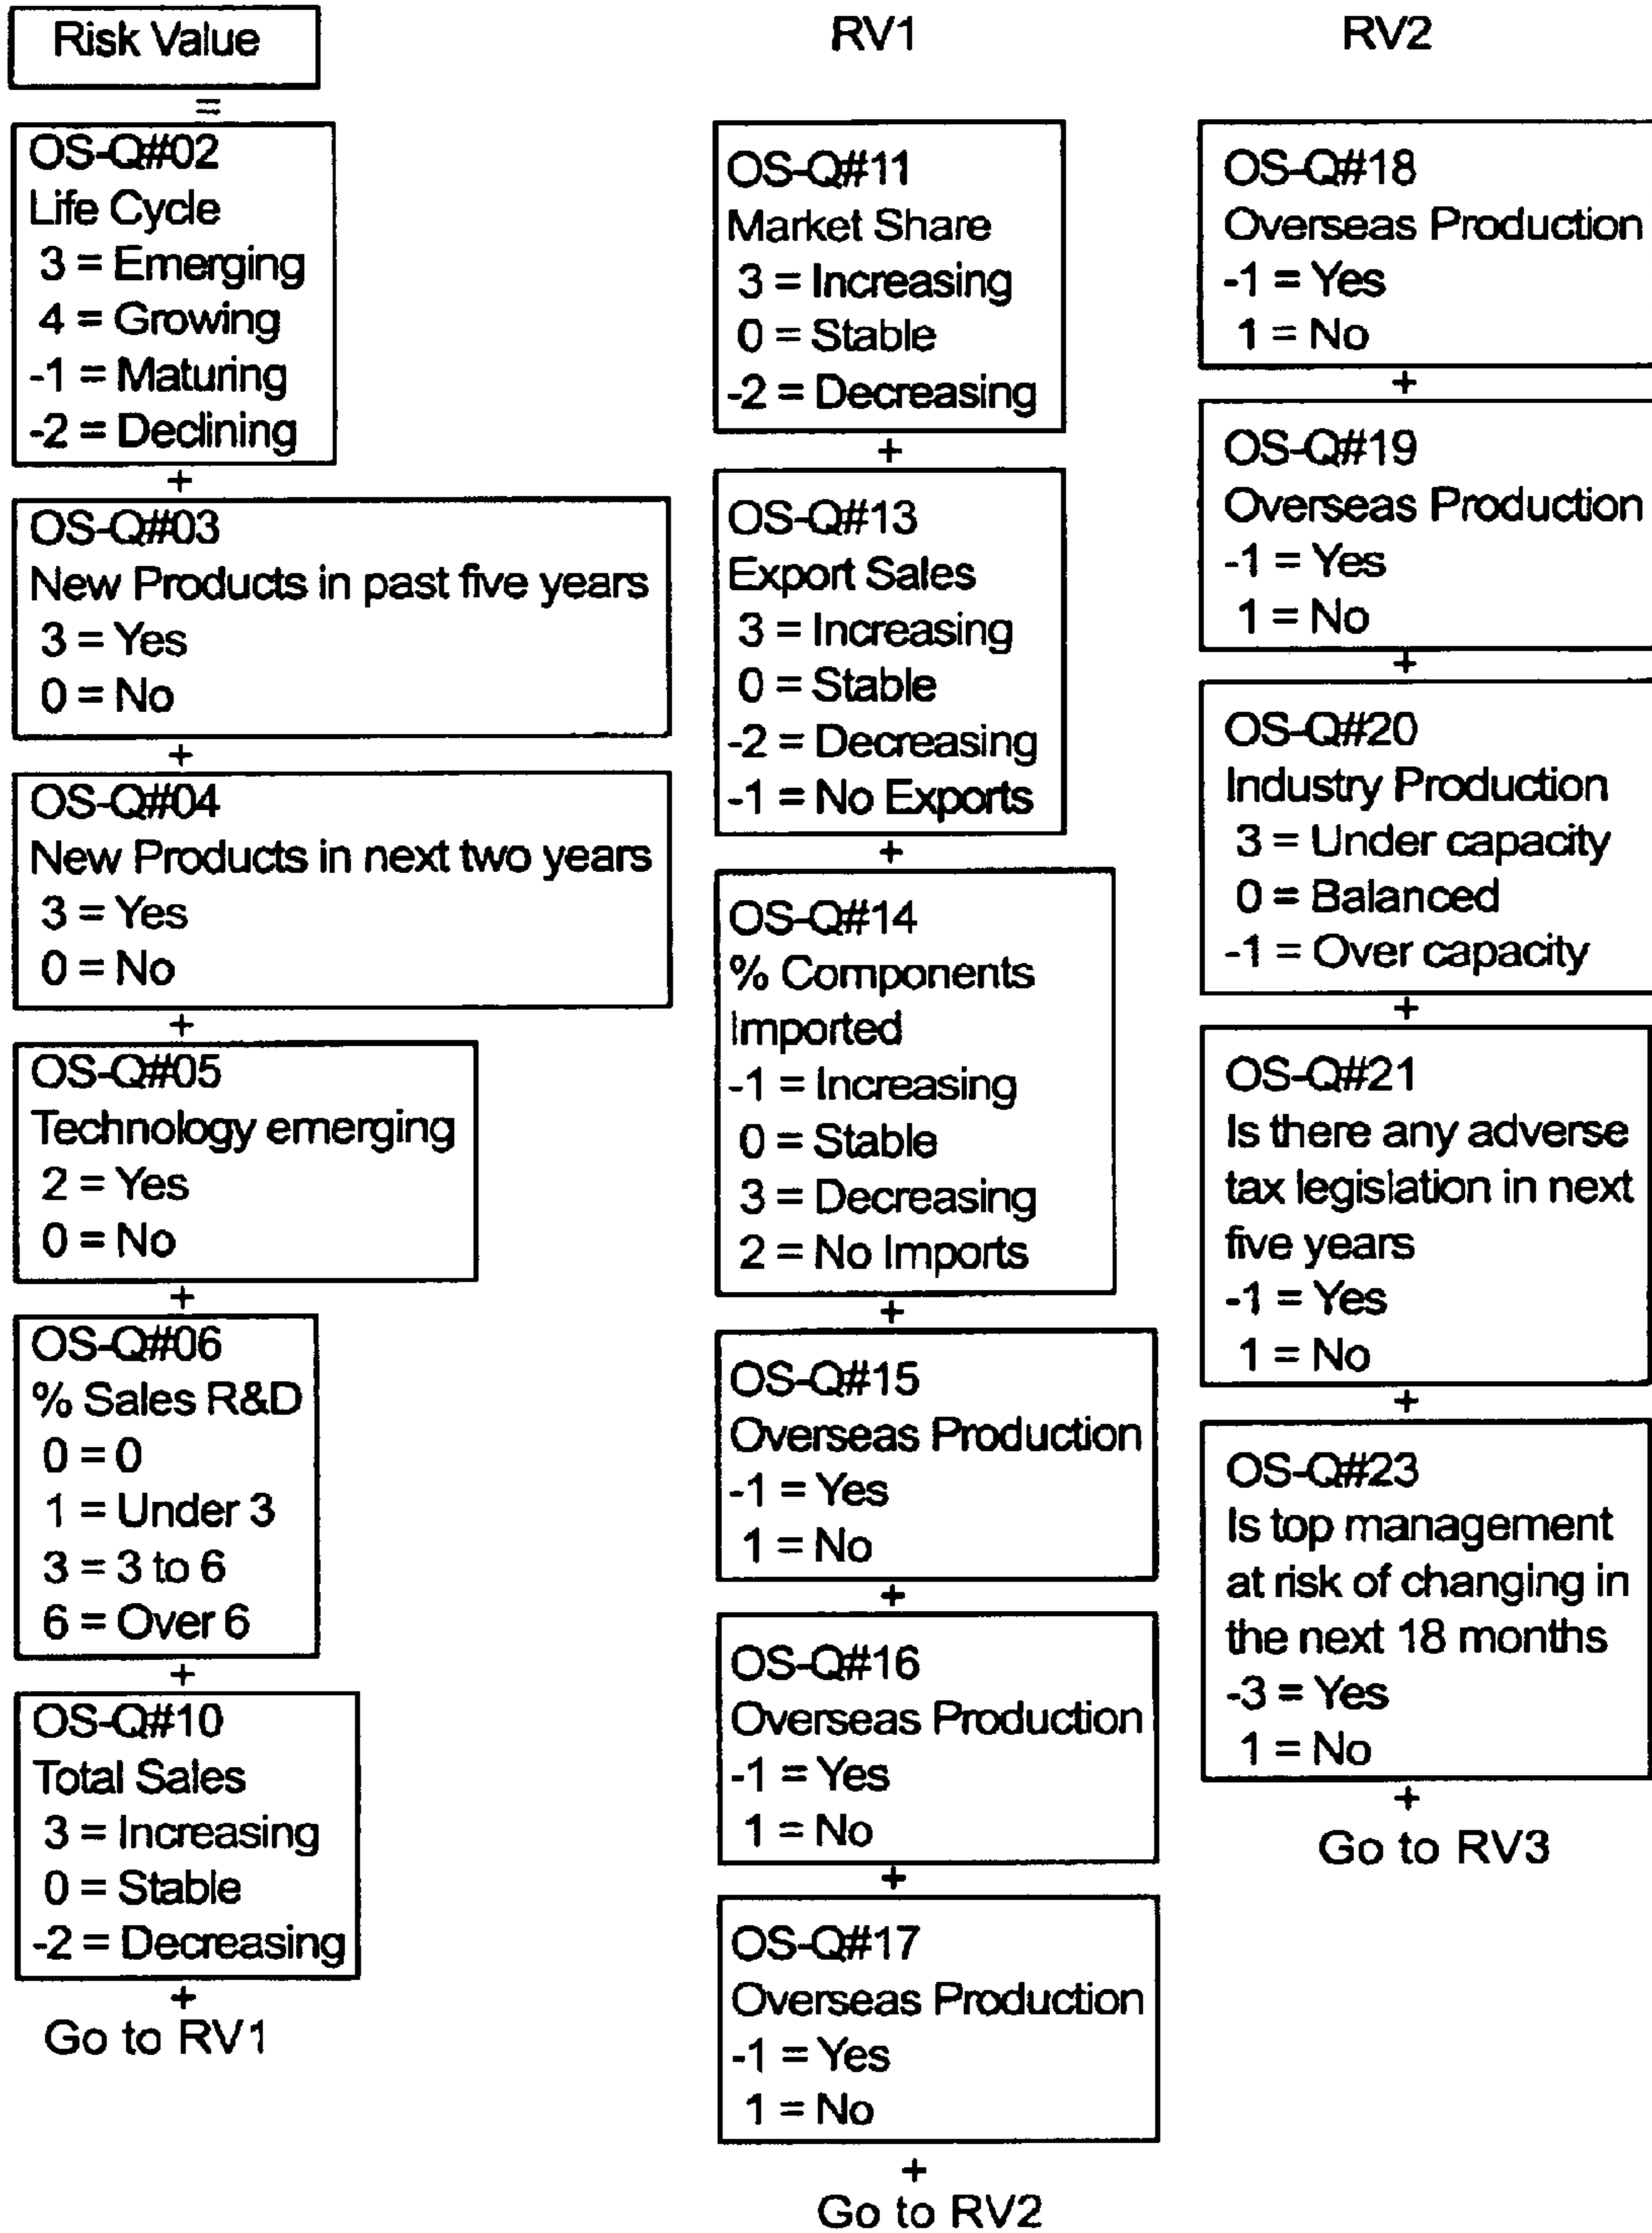 Risk Value
=
OS-Q#02
Life Cycle
3 = Emerging
4 = Growing
-1 = Maturing
-2 = Declining
+
OS-Q#03
New Products in past five years
3 = Yes
0 = No
+
OS-Q#04
New Products in next two years
3 = Yes
0 = No
+
OS-Q#05
Technology emerging
2 = Yes
0 = No
+
OS-Q#06
% Sales R&D
0 = 0
1 = Under 3
3 = 3 to 6
6 = Over 6
+
OS-Q#10
Total Sales
3 = Increasing
0 = Stable
-2 = Decreasing
+
Go to RV1
RV1
OS-Q#11
Market Share
3 = Increasing
0 = Stable
-2 = Decreasing
+
OS-Q#13
Export Sales
3 = Increasing
0 = Stable
-2 = Decreasing
-1 = No Exports
+
OS-Q#14
% Components
Imported
-1 = Increasing
0 = Stable
3 = Decreasing
2 = No Imports
+
OS-Q#15
Overseas Production
-1 = Yes
1 = No
+
OS-Q#16
Overseas Production
-1 = Yes
1 = No
+
OS-Q#17
Overseas Production
-1 = Yes
1 = No
+
Go to RV2
RV2
OS-Q#18
Overseas Production
-1 = Yes
1 = No
+
OS-Q#19
Overseas Production
-1 = Yes
1 = No
+
OS-Q#20
Industry Production
3 = Under capacity
0 = Balanced
-1 = Over capacity
+
OS-Q#21
Is there any adverse
tax legislation in next
five years
-1 = Yes
1 = No
+
OS-Q#23
Is top management
at risk of changing in
the next 18 months
-3 = Yes
1 = No
+
Go to RV3